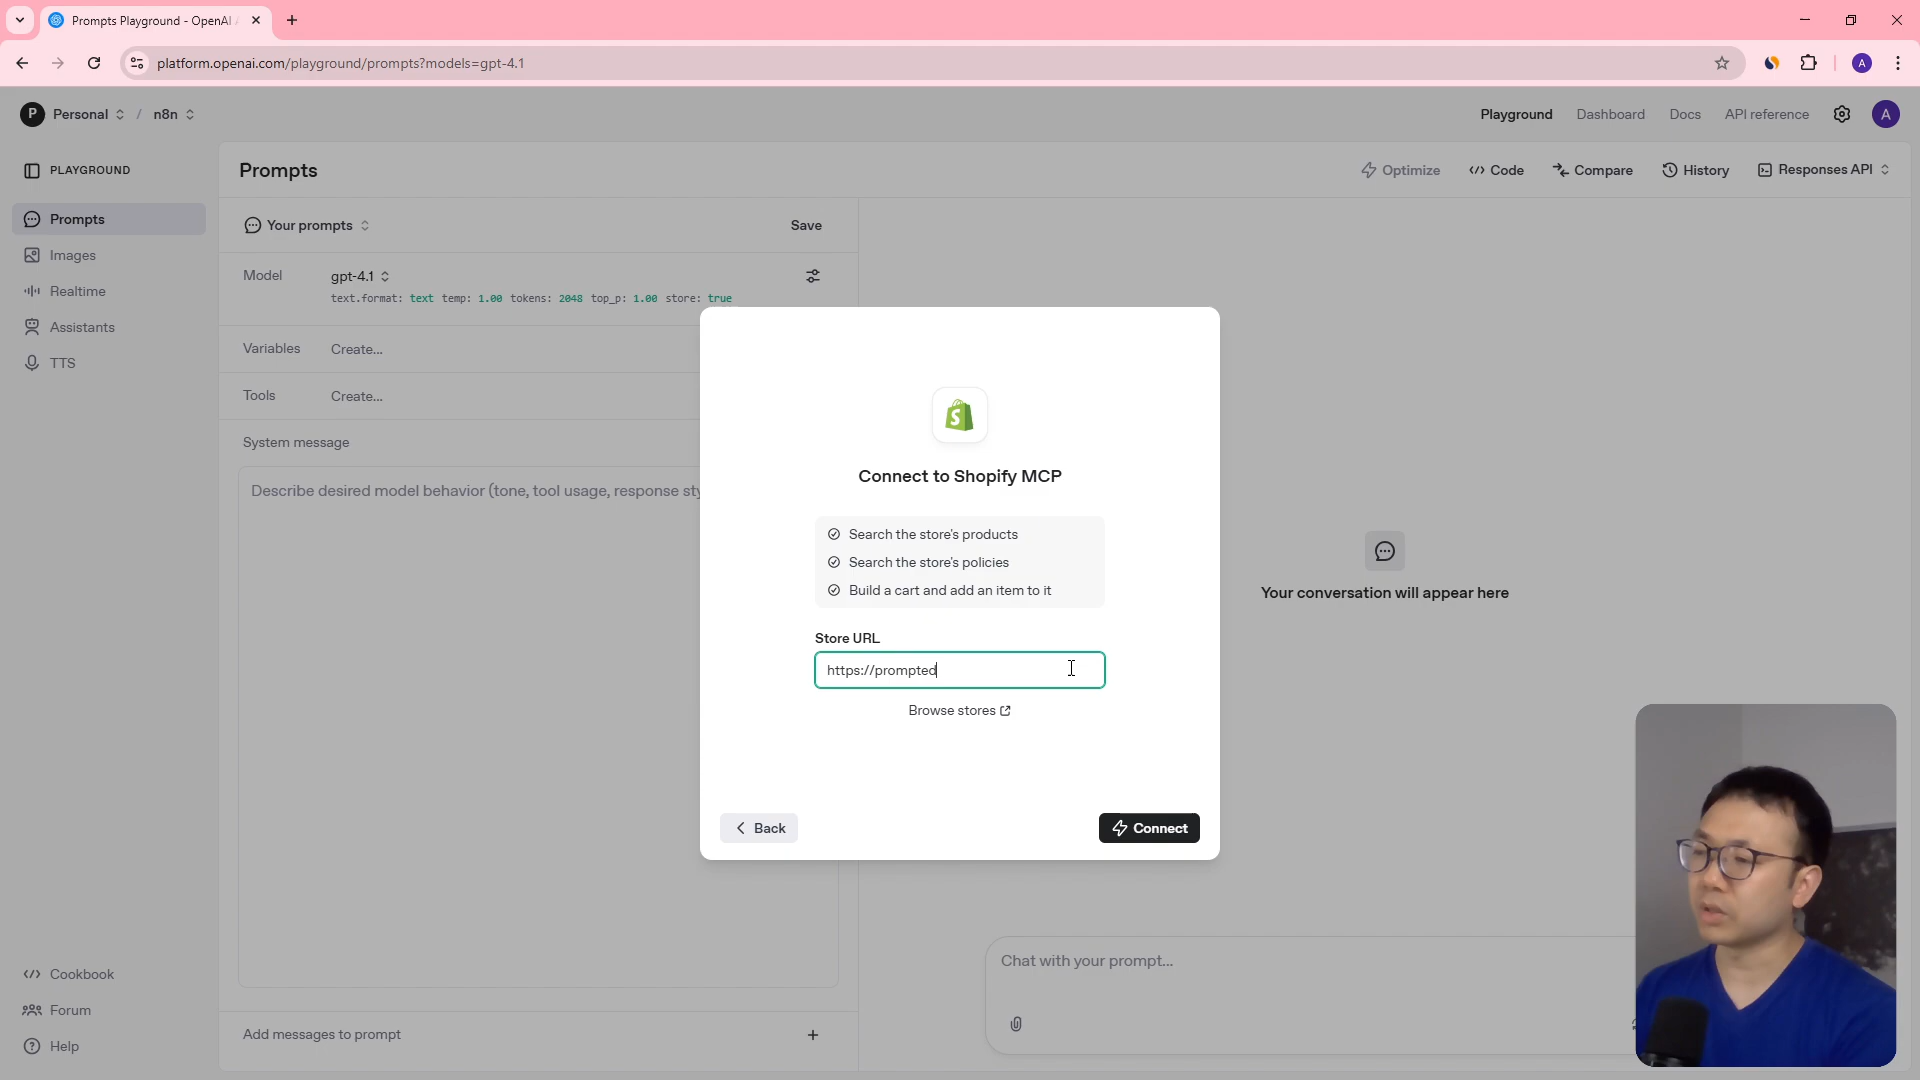 Prompts Playground - OpenAI A
platform.openai.com/playground/prompts?models=gpt-4.1
A
P Personal / n8n
Playground Dashboard Docs API reference A
PLAYGROUND
Prompts
Images
Realtime
Assistants
TTS
Cookbook
Forum
Help
Prompts
Optimize Code Compare History Responses API
Your prompts Save
Model gpt-4.1
text.format: text temp: 1.00 tokens: 2048 top_p: 1.00 store: true
Variables Create...
Tools Create...
System message
Describe desired model behavior (tone, tool usage, response sty
Add messages to prompt
Connect to Shopify MCP
Search the store's products
Search the store's policies
Build a cart and add an item to it
Store URL
https://prompted
Browse stores
Back Connect
Your conversation will appear here
Chat with your prompt...